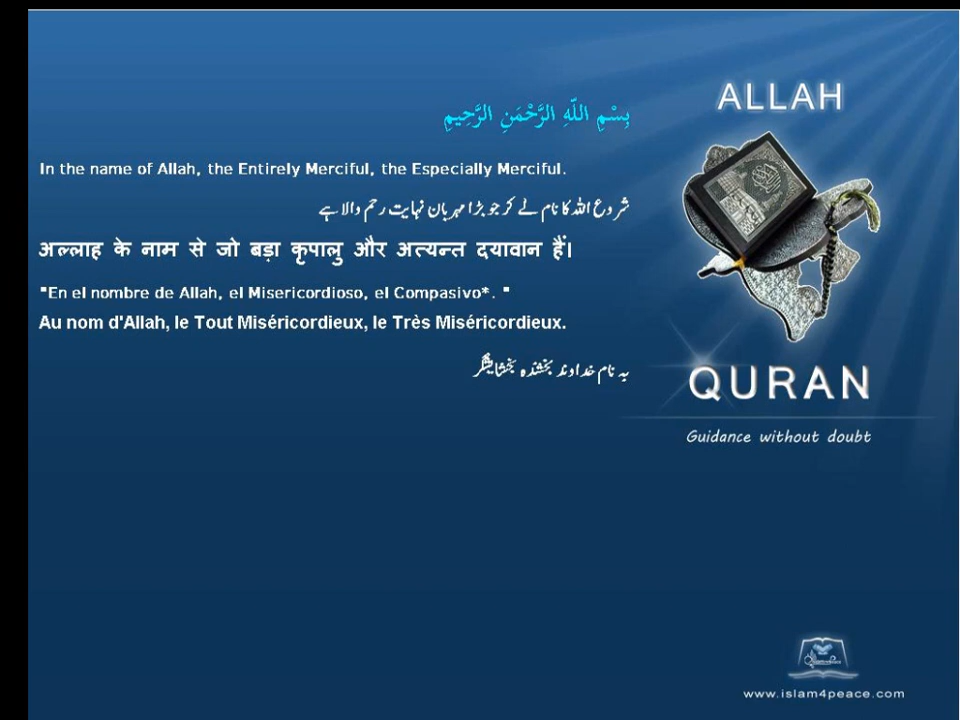 بِسْمِ اللَّهِ الرَّحْمَنِ الرَّحِيمِ
In the name of Allah, the Entirely Merciful, the Especially Merciful.
شروع اللہ کا نام لے کر جو بڑا مہربان نہایت رحم والا ہے
अल्लाह के नाम से जो बड़ा कृपालु और अत्यन्त दयावान हैं।
"En el nombre de Allah, el Misericordioso, el Compasivo*. "
Au nom d'Allah, le Tout Miséricordieux, le Très Miséricordieux.
به نام خداوند بخشنده بخشایشگر
ALLAH
QURAN
Guidance without doubt
www.islam4peace.com